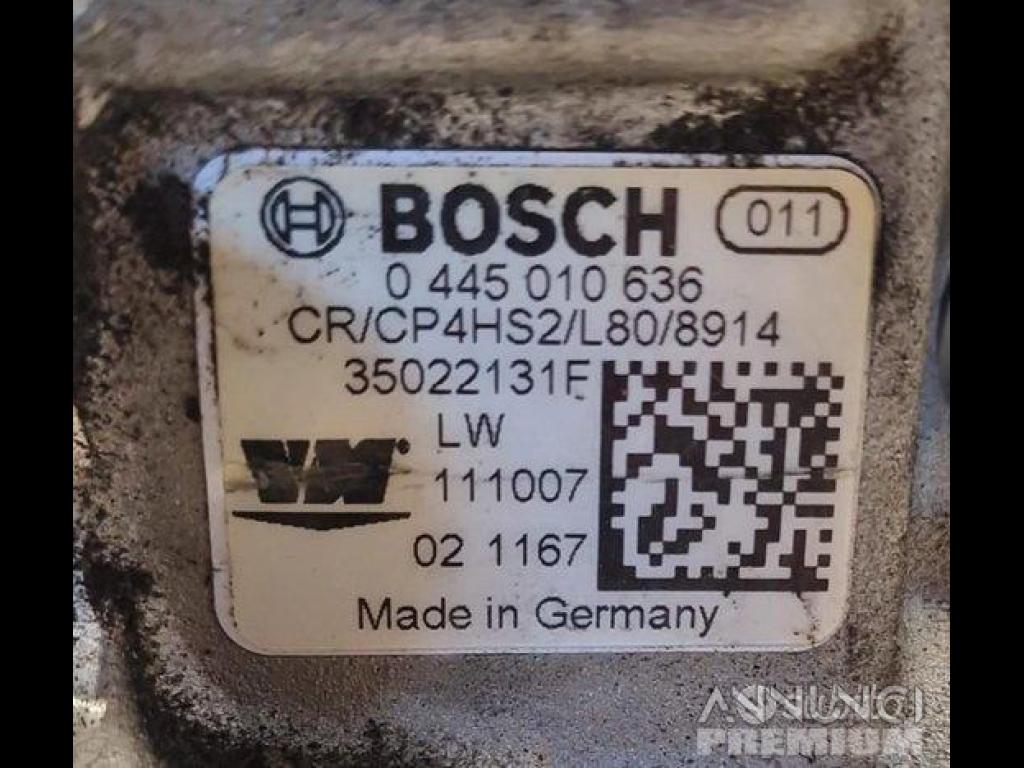 BOSCH 011
0 445 010 636
CR/CP4HS2/L80/8914
35022131F
LW
VM
111007
02 1167
Made in Germany
ANNUNCI
PREMIUM